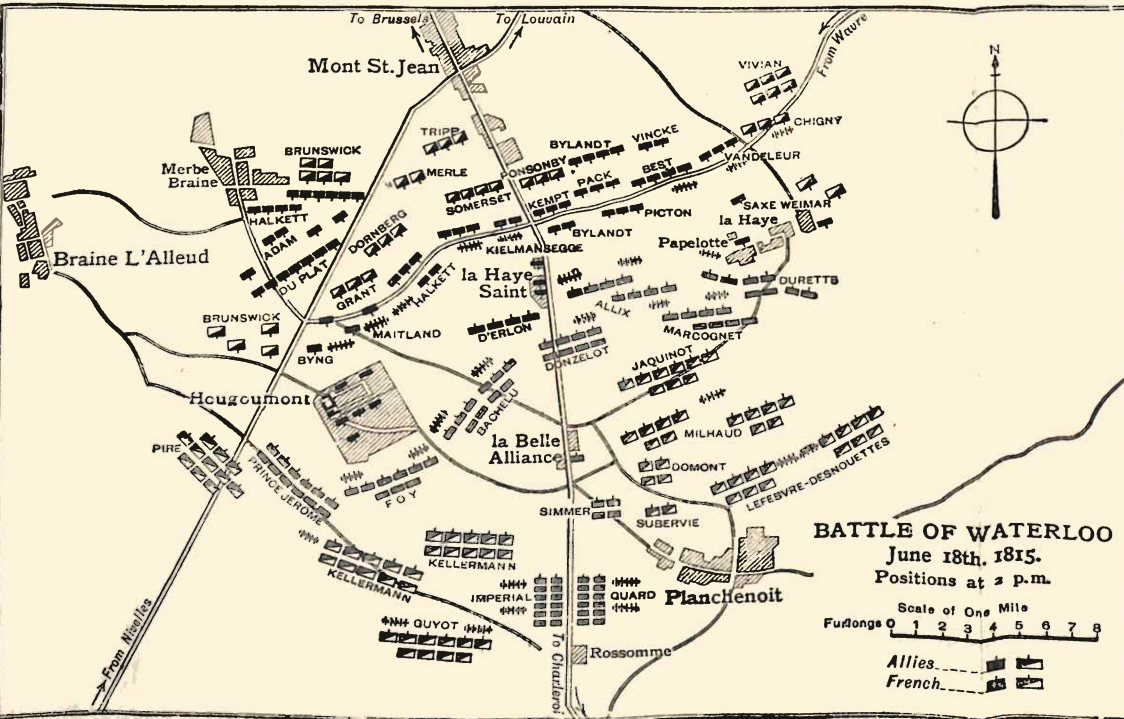 To Brussels
To Louvain
From Wavre
N
Mont St. Jean
VIVIAN
CHIGNY
TRIPP
BYLANDT
VINCKE
BRUNSWICK
PONSONBY
VANDELEUR
Merbe
Braine
MERLE
BEST
PACK
SOMERSET
KEMPT
SAXE WEIMAR
HALKETT
PICTON
la Haye
ADAM
DORNBERG
BYLANDT
Papelotte
KIELMANSEGGE
Braine L'Alleud
DU PLAT
la Haye
Saint
GRANT
HALKETT
DURETTE
ALLIX
BRUNSWICK
MAITLAND
D'ERLON
MARCOGNET
BYNG
DONZELOT
JAQUINOT
Hougoumont
BACHELU
MILHAUD
la Belle
Alliance
PIRE
PRINCE JEROME
DOMONT
FOY
LEFEBVRE-DESNOUETTES
SIMMER
SUBERVIE
BATTLE OF WATERLOO
June 18th. 1815.
Positions at 2 p.m.
KELLERMANN
KELLERMANN
IMPERIAL GUARD
Planchenoit
Scale of One Mile
Furlongs 0 1 2 3 4 5 6 7 8
GUYOT
From Nivelles
To Charleroi
Rossomme
Allies
French